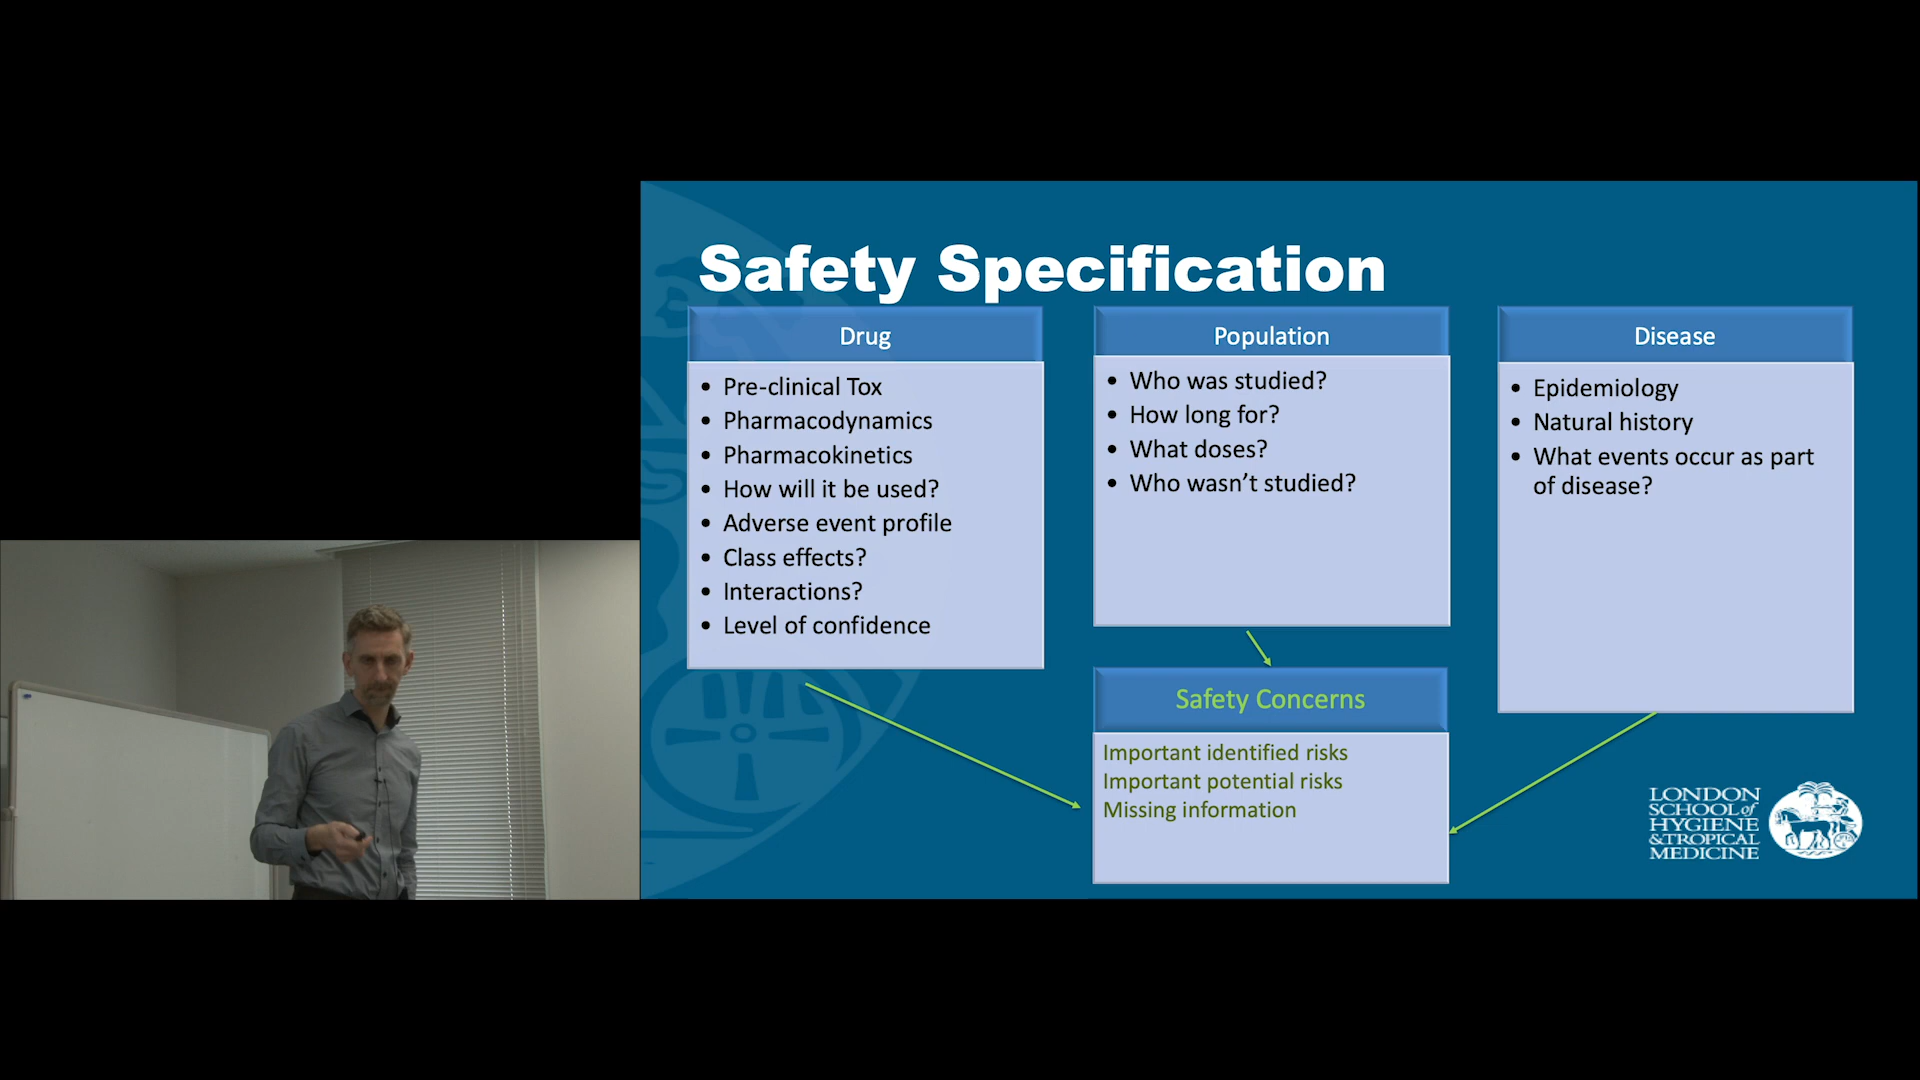 Safety Specification
Drug
• Pre-clinical Tox
• Pharmacodynamics
• Pharmacokinetics
• How will it be used?
• Adverse event profile
• Class effects?
• Interactions?
• Level of confidence
Population
• Who was studied?
• How long for?
• What doses?
• Who wasn’t studied?
Disease
• Epidemiology
• Natural history
• What events occur as part
of disease?
Safety Concerns
Important identified risks
Important potential risks
Missing information
LONDON
SCHOOL of
HYGIENE
& TROPICAL
MEDICINE